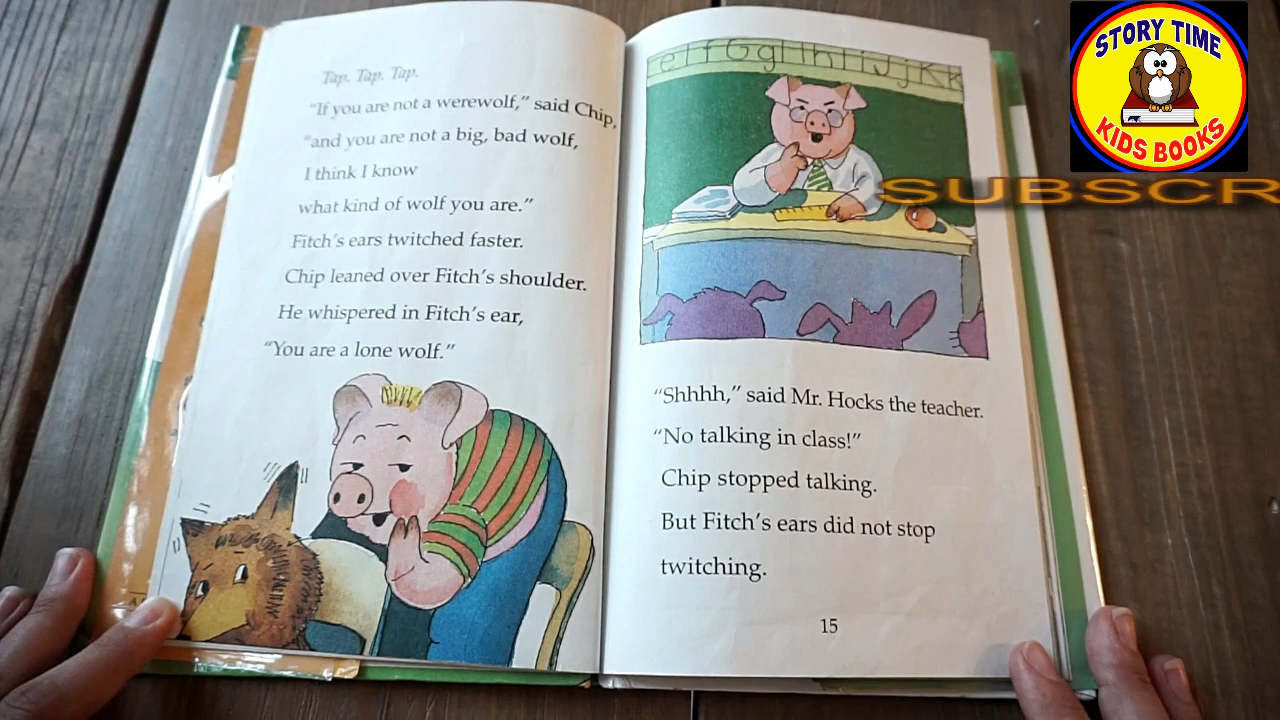 Tap. Tap. Tap.
“If you are not a werewolf,” said Chip,
“and you are not a big, bad wolf,
I think I know
what kind of wolf you are.”
Fitch’s ears twitched faster.
Chip leaned over Fitch’s shoulder.
He whispered in Fitch’s ear,
“You are a lone wolf.”
“Shhhh,” said Mr. Hocks the teacher.
“No talking in class!”
Chip stopped talking.
But Fitch’s ears did not stop
twitching.
15
STORY TIME
KIDS BOOKS
SUBSCR